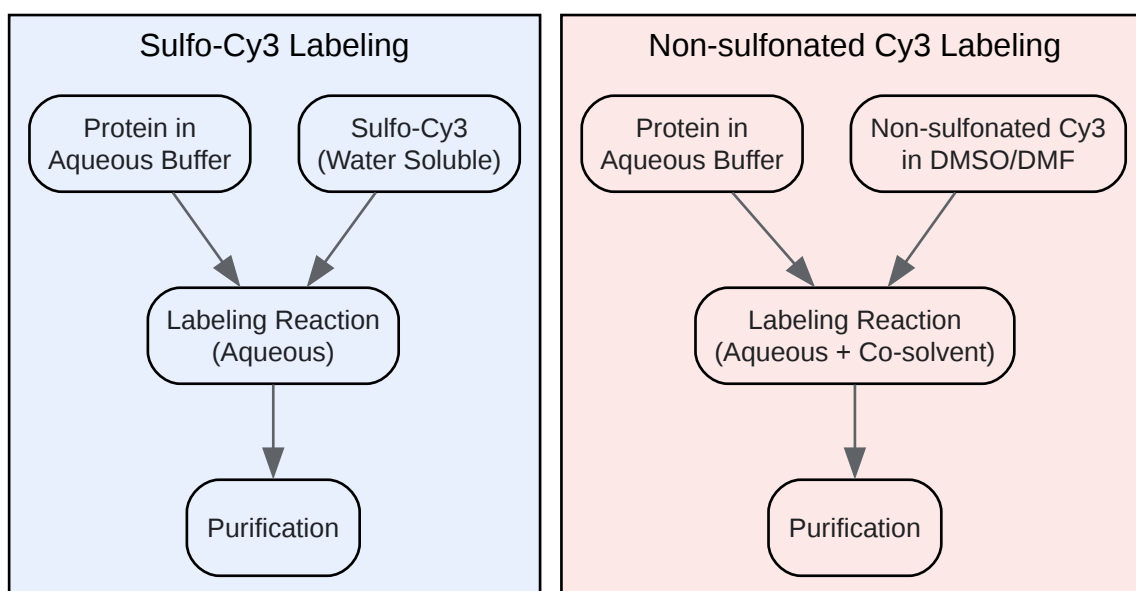 Sulfo-Cy3 Labeling
Protein in
Aqueous Buffer
Sulfo-Cy3
(Water Soluble)
Labeling Reaction
(Aqueous)
Purification
Non-sulfonated Cy3 Labeling
Protein in
Aqueous Buffer
Non-sulfonated Cy3
in DMSO/DMF
Labeling Reaction
(Aqueous + Co-solvent)
Purification